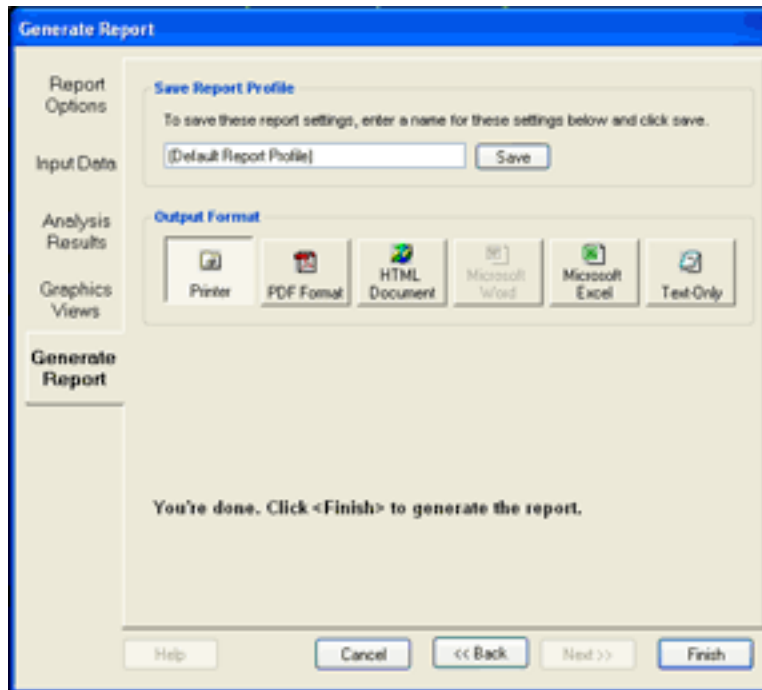 Generate Report
Report
Options
Input Data
Analysis
Results
Graphics
Views
Generate
Report
Save Report Profile
To save these report settings, enter a name for these settings below and click save.
(Default Report Profile)
Save
Output Format
Printer
PDF Format
HTML
Document
Microsoft
Word
Microsoft
Excel
Text-Only
You're done. Click <Finish> to generate the report.
Help
Cancel
<< Back
Next >>
Finish